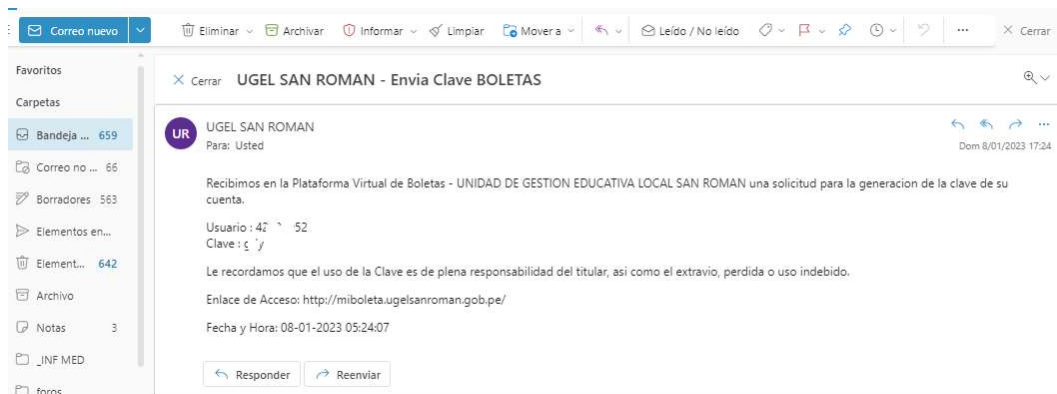 Correo nuevo
Eliminar
Archivar
Informar
Limpiar
Mover a
Leído / No leído
Cerrar
Favoritos
Carpetas
Bandeja ... 659
Correo no ... 66
Borradores 563
Elementos en...
Element... 642
Archivo
Notas 3
_INF MED
foros
Cerrar UGEL SAN ROMAN - Envia Clave BOLETAS
UR
UGEL SAN ROMAN
Para: Usted
Dom 8/01/2023 17:24
Recibimos en la Plataforma Virtual de Boletas - UNIDAD DE GESTION EDUCATIVA LOCAL SAN ROMAN una solicitud para la generacion de la clave de su
cuenta.
Usuario : 42 52
Clave :
Le recordamos que el uso de la Clave es de plena responsabilidad del titular, asi como el extravio, perdida o uso indebido.
Enlace de Acceso: http://miboleta.ugelsanroman.gob.pe/
Fecha y Hora: 08-01-2023 05:24:07
Responder
Reenviar